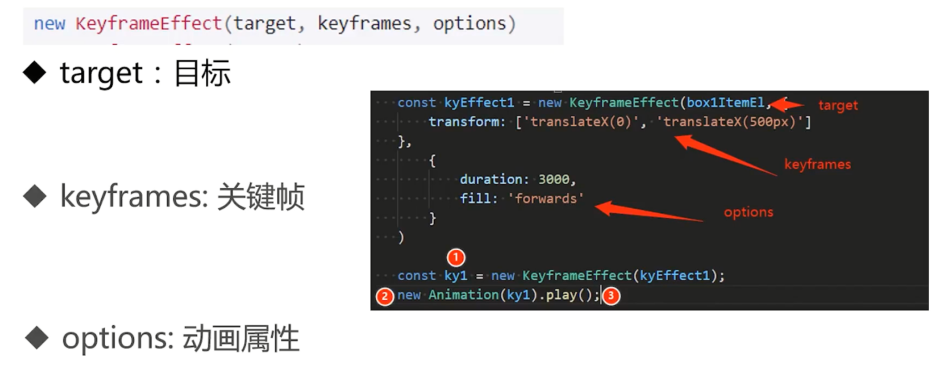 new KeyframeEffect(target, keyframes, options)
◆ target：目标
◆ keyframes: 关键帧
◆ options: 动画属性
const kyEffect1 = new KeyframeEffect(box1ItemEl, {
target
transform: ['translateX(0)', 'translateX(500px)']
},
keyframes
{
duration: 3000,
fill: 'forwards'
options
}
)
1
const ky1 = new KeyframeEffect(kyEffect1);
2 new Animation(ky1).play(); 3